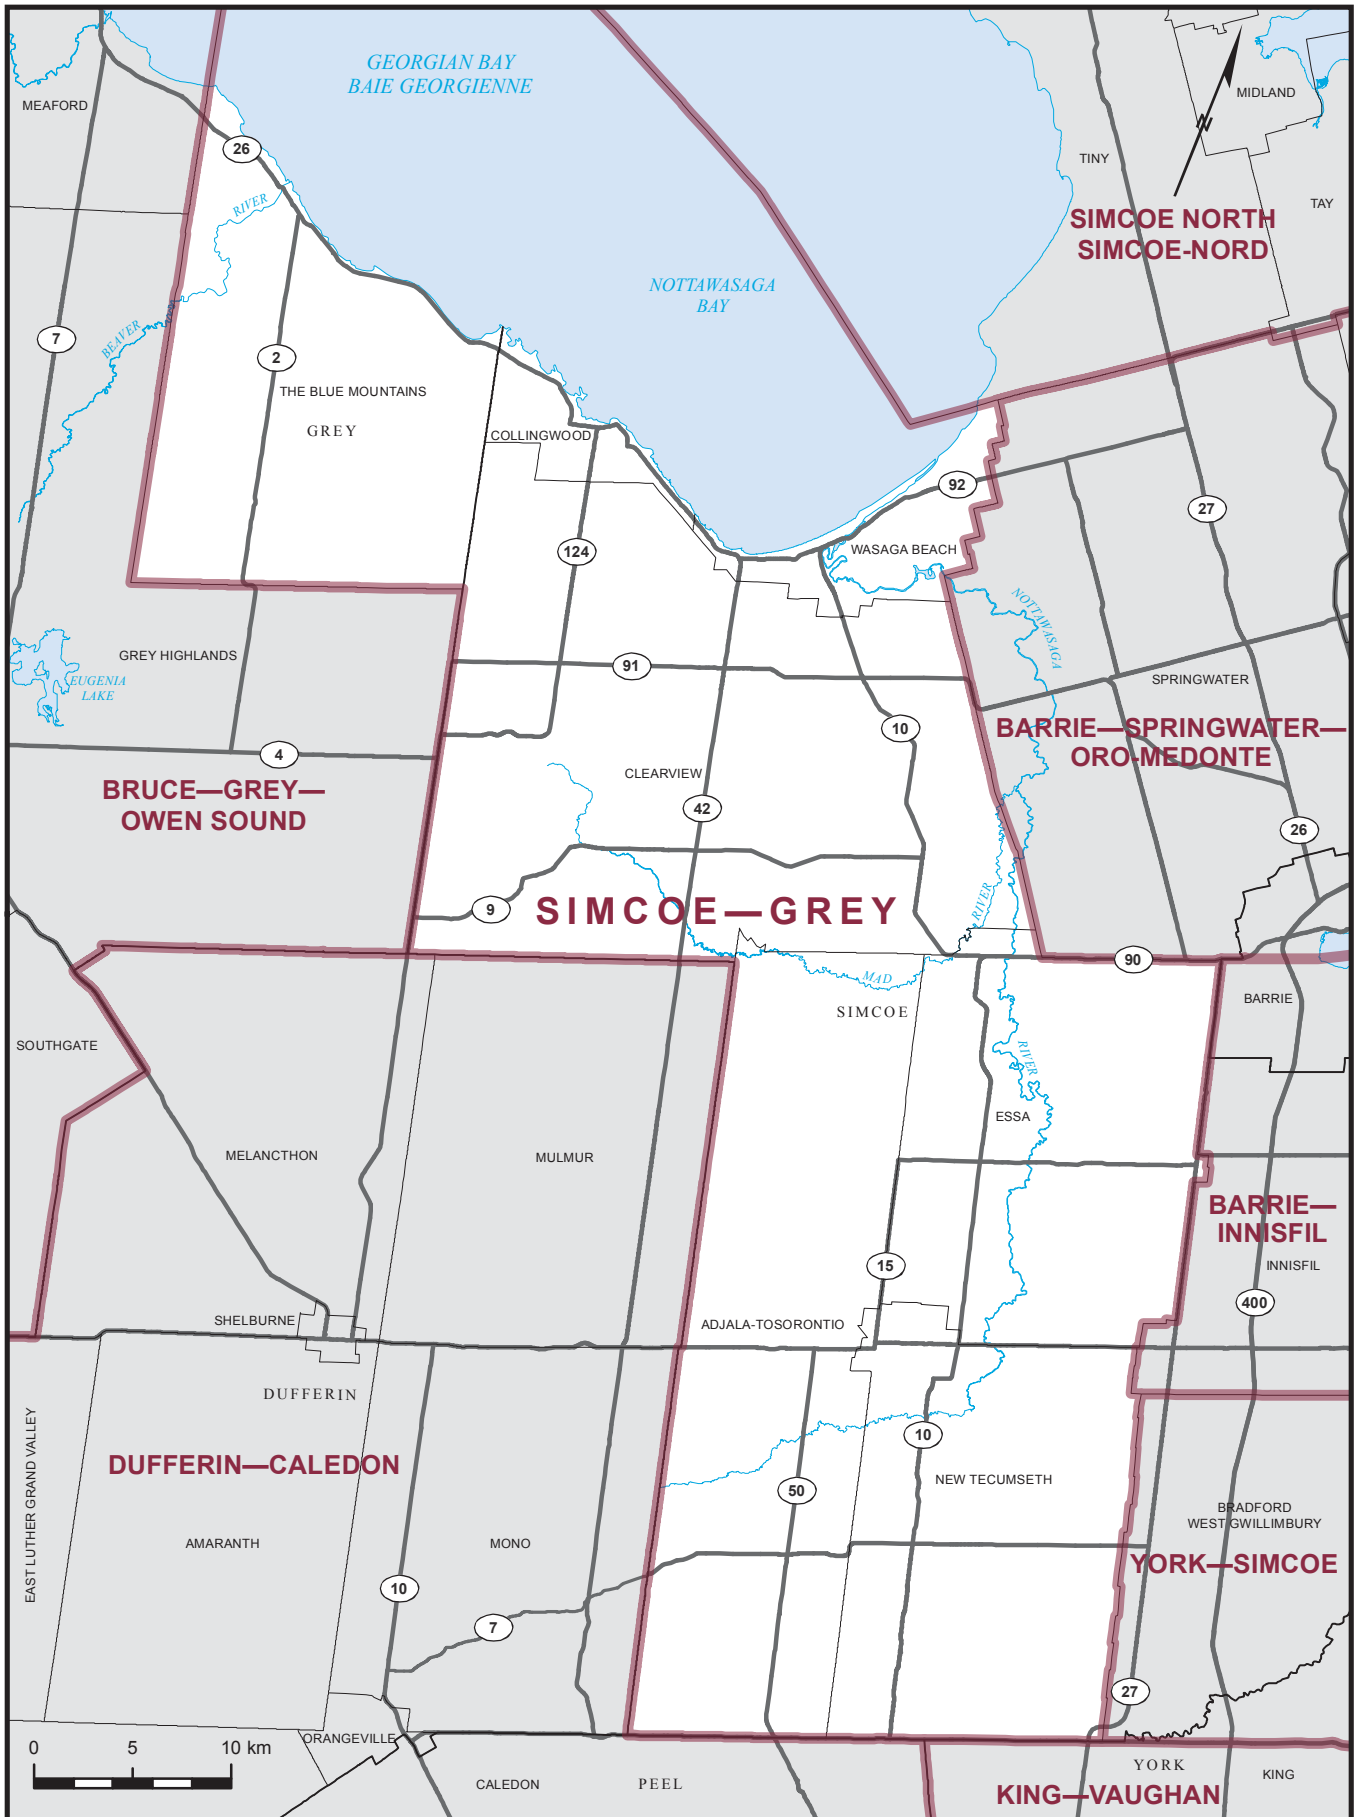 GEORGIAN BAY
BAIE GEORGIENNE
MEAFORD
MIDLAND
26
TINY
RIVER
TAY
SIMCOE NORTH
SIMCOE-NORD
NOTTAWASAGA
BAY
7
BEAVER
2
THE BLUE MOUNTAINS
GREY
COLLINGWOOD
92
27
124
WASAGA BEACH
NOTTAWASAGA
GREY HIGHLANDS
91
EUGENIA
LAKE
SPRINGWATER
10
BARRIE—SPRINGWATER—
ORO-MEDONTE
4
CLEARVIEW
BRUCE—GREY—
OWEN SOUND
42
26
9
SIMCOE—GREY
RIVER
90
MAD
BARRIE
SIMCOE
SOUTHGATE
RIVER
ESSA
MELANCTHON
MULMUR
BARRIE—
INNISFIL
15
INNISFIL
400
SHELBURNE
ADJALA-TOSORONTIO
DUFFERIN
EAST LUTHER GRAND VALLEY
10
DUFFERIN—CALEDON
NEW TECUMSETH
50
BRADFORD
WEST GWILLIMBURY
AMARANTH
MONO
YORK—SIMCOE
10
7
27
ORANGEVILLE
0 5 10 km
YORK
KING
CALEDON
PEEL
KING—VAUGHAN
N